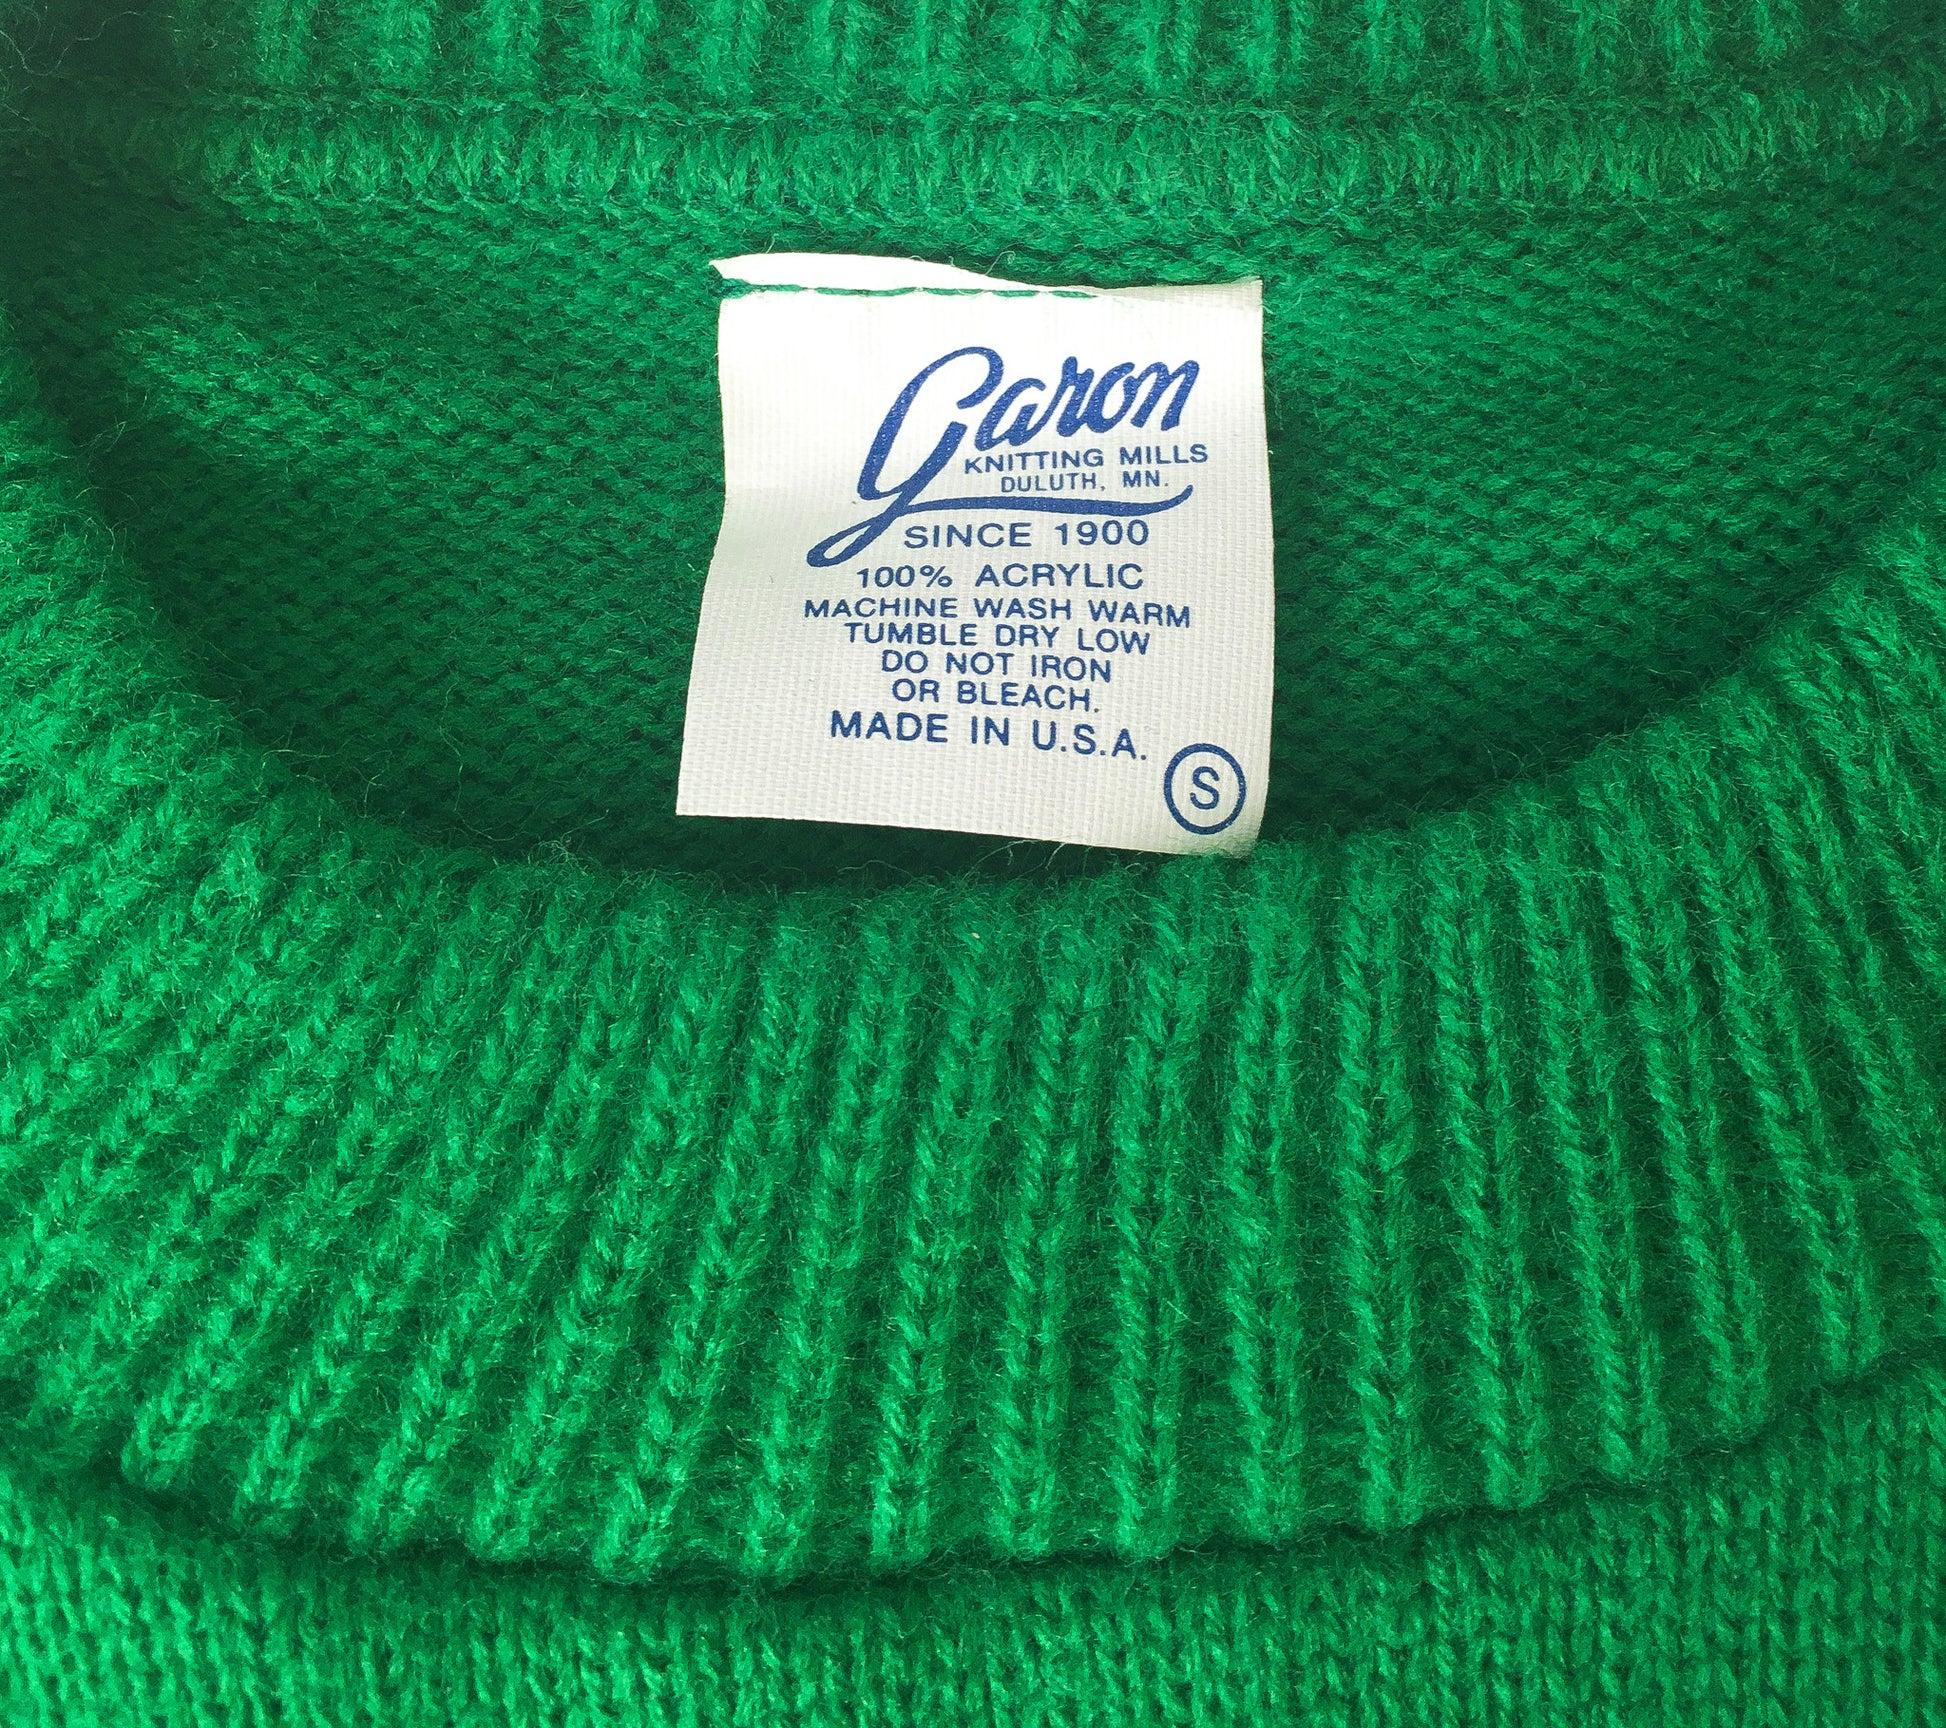 Garon
KNITTING MILLS
DULUTH, MN.
SINCE 1900
100% ACRYLIC
MACHINE WASH WARM
TUMBLE DRY LOW
DO NOT IRON
OR BLEACH.
MADE IN U.S.A.
S